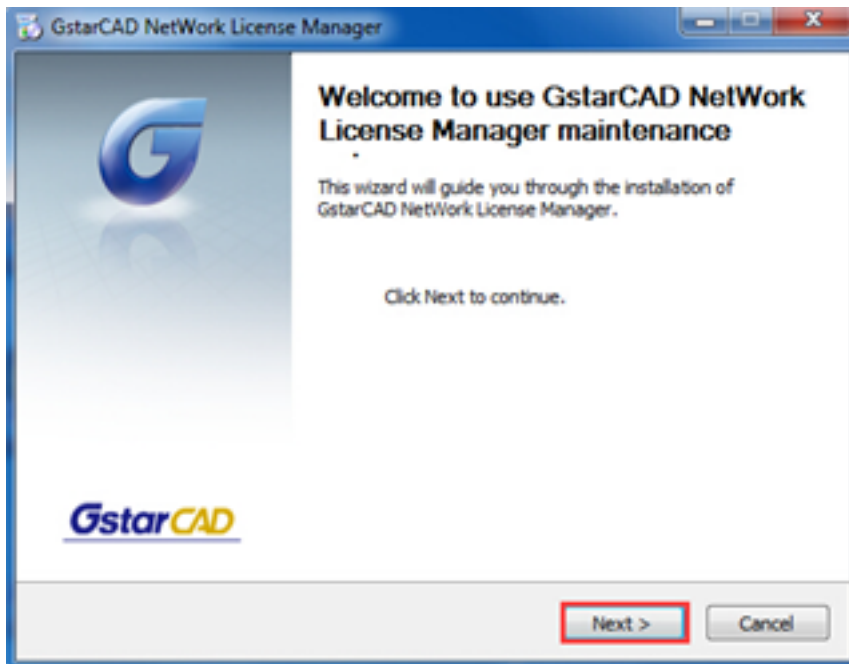 GstarCAD NetWork License Manager
Welcome to use GstarCAD NetWork
License Manager maintenance
This wizard will guide you through the installation of
GstarCAD NetWork License Manager.
Click Next to continue.
GstarCAD
Next >
Cancel